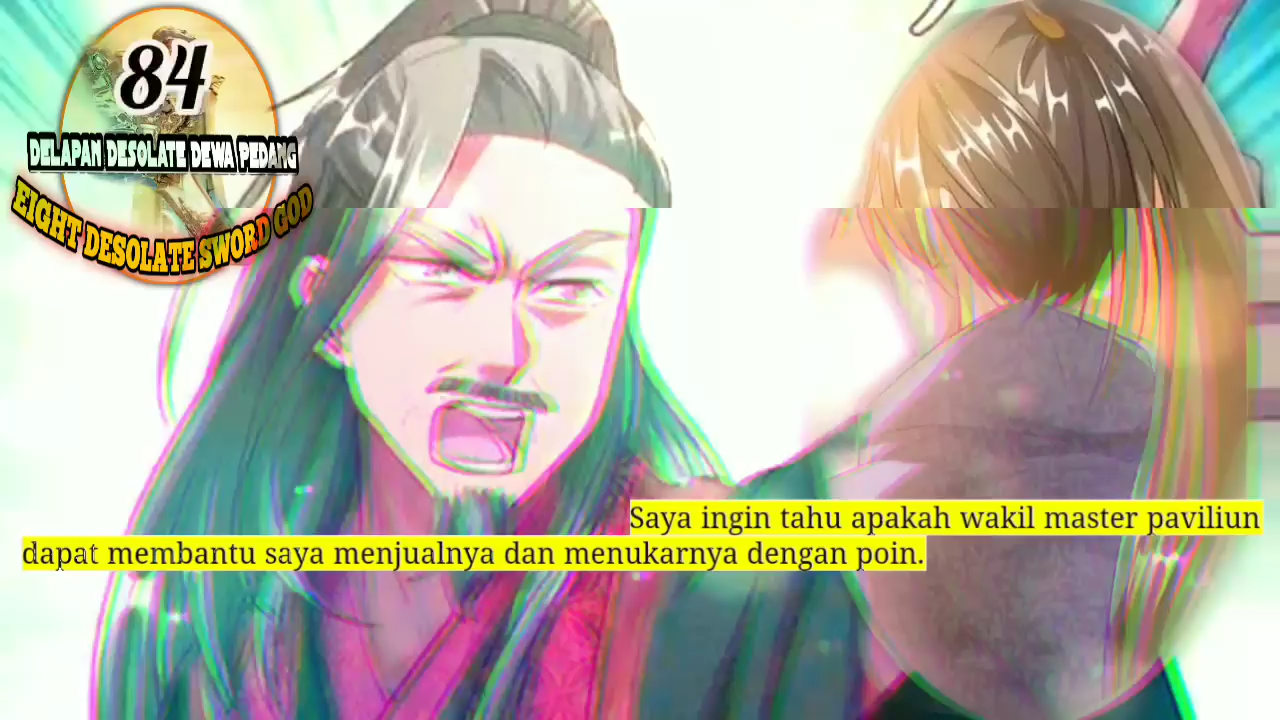 84
DELAPAN DESOLATE DEWA PEDANG
EIGHT DESOLATE SWORD GOD
Saya ingin tahu apakah wakil master paviliun
dapat membantu saya menjualnya dan menukarnya dengan poin.